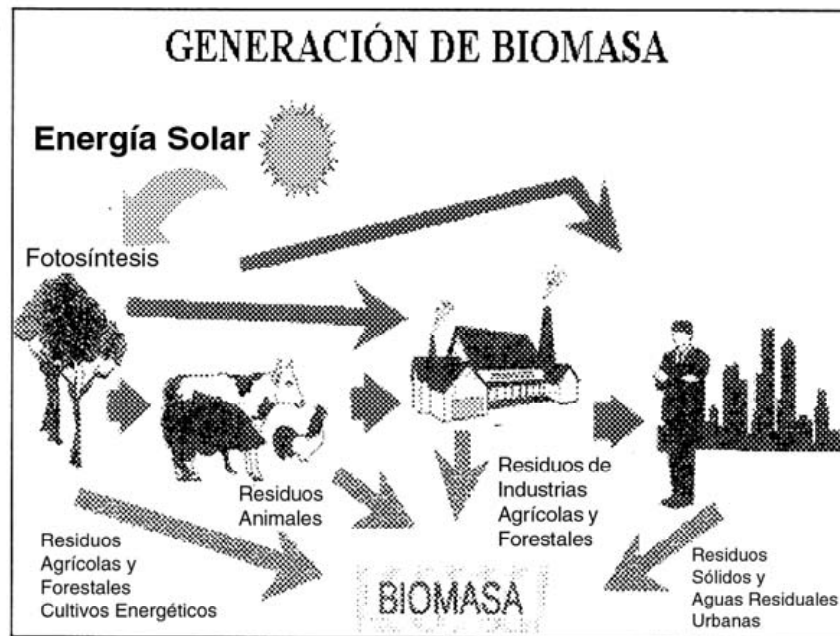 GENERACIÓN DE BIOMASA
Energía Solar
Fotosíntesis
Residuos
Animales
Residuos de
Industrias
Agrícolas y
Forestales
Residuos
Agrícolas y
Forestales
Cultivos Energéticos
Residuos
Sólidos y
Aguas Residuales
Urbanas
BIOMASA